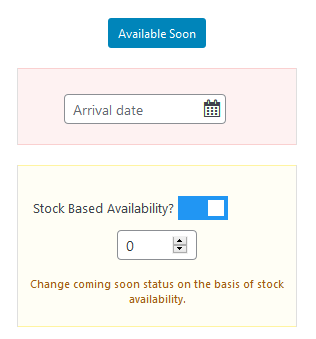 Available Soon
Arrival date
Stock Based Availability?
0
Change coming soon status on the basis of stock
availability.